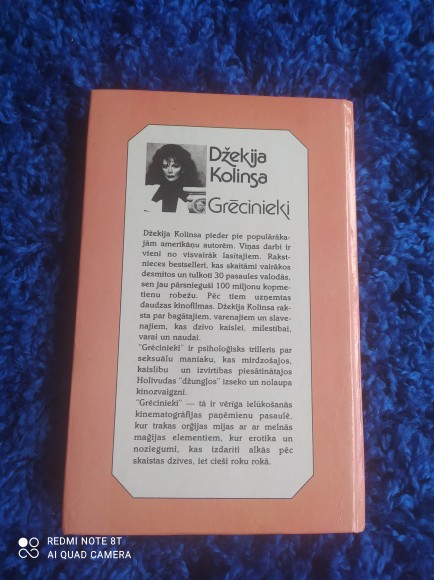 Džekija
Kolinsa
Grēcinieki
Džekija Kolinsa pieder pie populārāka-
jām amerikāņu autorēm. Viņas darbi ir
vieni no visvairāk lasītajiem. Rakst-
nieces bestselleri, kas skaitāmi vairākos
desmitos un tulkoti 30 pasaules valodās,
sen jau pārsnieguši 100 miljonu kopme-
tienu robežu. Pēc tiem uzņemtas
daudzas kinofilmas. Džekija Kolinsa rak-
sta par bagātajiem, varenajiem un slave-
najiem, kas dzīvo kaislei, mīlestībai,
varai un naudai.
"Grēcinieki" ir psiholoģisks trilleris par
seksuālu maniaku, kas mirdzošajos,
kaislību un izvirtības piesātinātajos
Holivudas "džungļos" izseko un nolaupa
kinozvaigzni.
"Grēcinieki" — tā ir vērīga ielūkošanās
kinematogrāfijas paņēmienu pasaulē,
kur trakas orģijas mijas ar ar melnās
maģijas elementiem, kur erotika un
noziegumi, kas izdarīti alkās pēc
skaistas dzīves, iet cieši roku rokā.
REDMI NOTE 8T
AI QUAD CAMERA